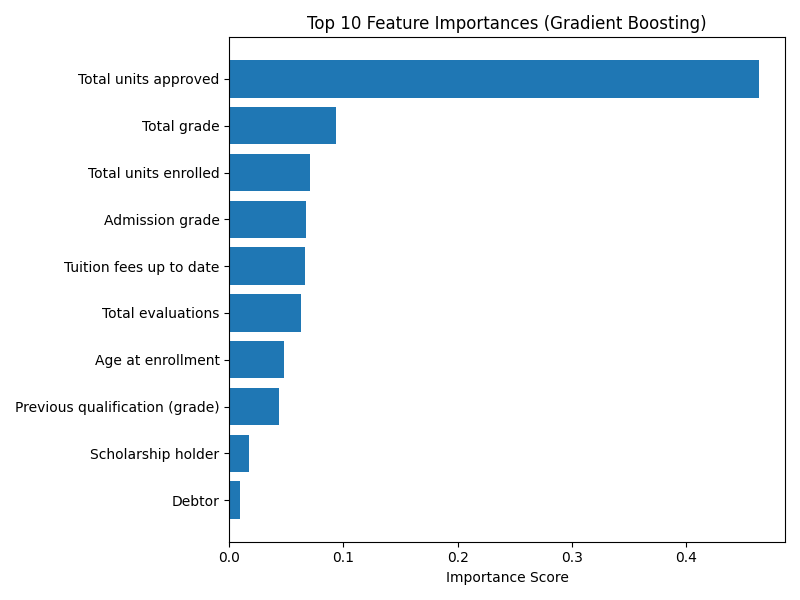 Top 10 Feature Importances (Gradient Boosting)
Total units approved
Total grade
Total units enrolled
Admission grade
Tuition fees up to date
Total evaluations
Age at enrollment
Previous qualification (grade)
Scholarship holder
Debtor
0.0 0.1 0.2 0.3 0.4
Importance Score